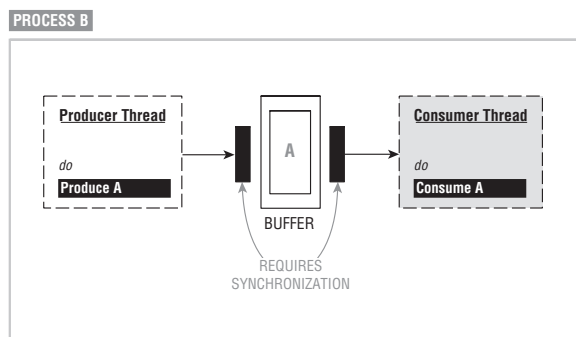 PROCESS B
Producer Thread
do
Produce A
A
BUFFER
Consumer Thread
do
Consume A
REQUIRES
SYNCHRONIZATION